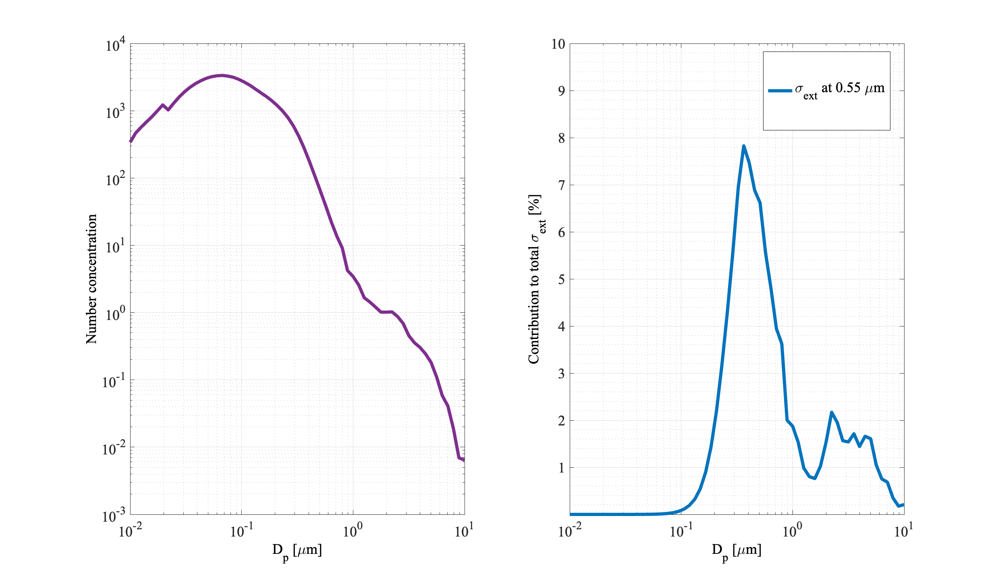 10^4
10^3
10^2
10^1
10^0
10^-1
10^-2
10^-3
Number concentration
10^-2 10^-1 10^0 10^1
D_p [μm]
10
9
8
7
6
5
4
3
2
1
Contribution to total σ_ext [%]
σ_ext at 0.55 μm
10^-2 10^-1 10^0 10^1
D_p [μm]